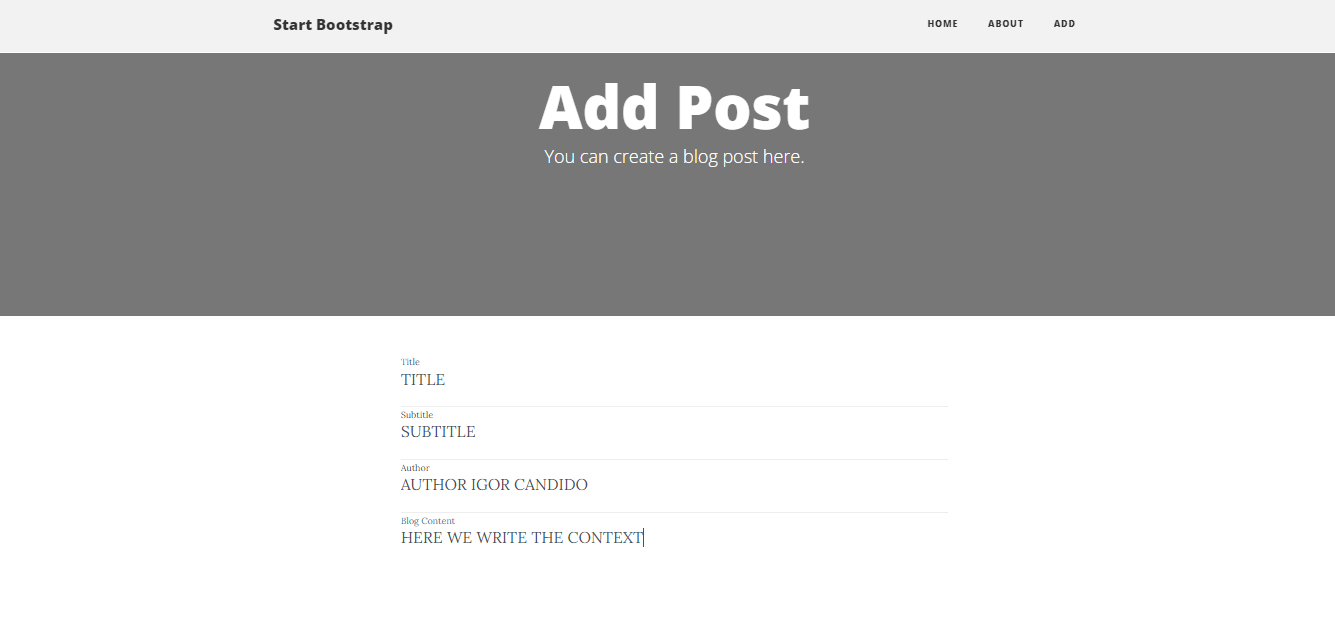 Start Bootstrap HOME ABOUT ADD
Add Post
You can create a blog post here.
Title
TITLE
Subtitle
SUBTITLE
Author
AUTHOR IGOR CANDIDO
Blog Content
HERE WE WRITE THE CONTEXT